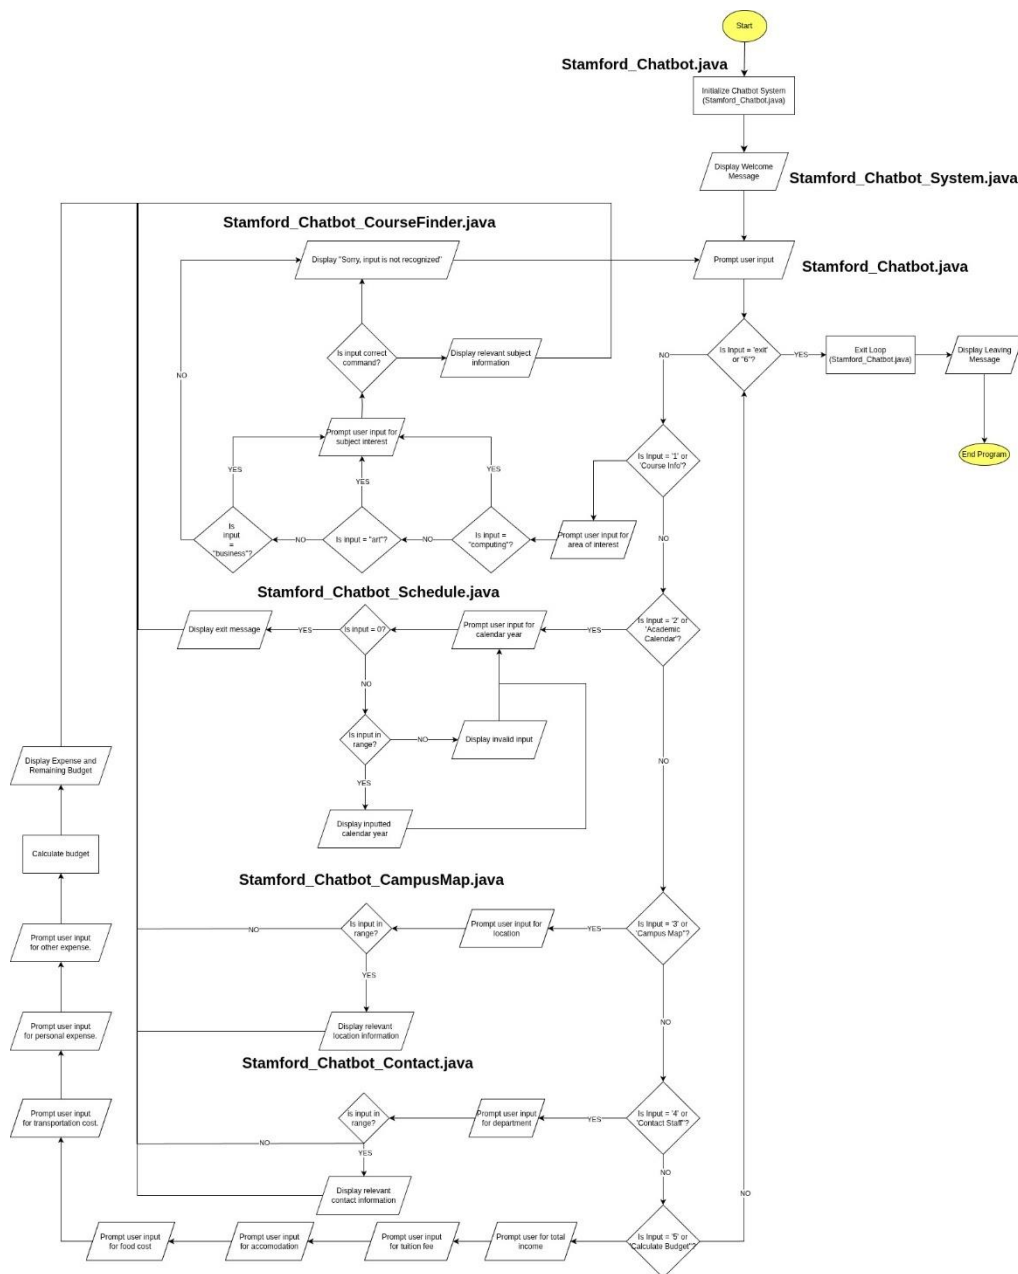 Start
Stamford_Chatbot.java
Initialize Chatbot System
(Stamford_Chatbot.java)
Display Welcome
Message
Stamford_Chatbot_System.java
Stamford_Chatbot_CourseFinder.java
Display "Sorry, input is not recognized"
Prompt user input
Stamford_Chatbot.java
Is input correct
command?
Display relevant subject
information
Is Input = 'exit'
or "6"?
YES
Exit Loop
(Stamford_Chatbot.java)
Display Leaving
Message
NO
NO
Prompt user input for
subject interest
Is Input = '1' or
'Course Info'?
End Program
YES
YES
YES
Is
input
=
"business"?
NO
Is input = "art"?
NO
Is input =
"computing"?
Prompt user input for
area of interest
NO
Stamford_Chatbot_Schedule.java
Display exit message
YES
Is input = 0?
Prompt user input for
calendar year
YES
Is Input = '2' or
'Academic
Calendar'?
NO
Is input in
range?
NO
Display invalid input
NO
YES
Display inputted
calendar year
Display Expense and
Remaining Budget
Calculate budget
Stamford_Chatbot_CampusMap.java
NO
Is input in
range?
Prompt user input for
location
YES
Is Input = '3' or
'Campus Map"?
Prompt user input
for other expense.
YES
NO
Prompt user input
for personal expense.
Display relevant
location information
Stamford_Chatbot_Contact.java
Prompt user input
for transportation cost.
Is input in
range?
Prompt user input
for department
YES
Is Input = '4' or
'Contact Staff"?
NO
YES
NO
Display relevant
contact information
NO
Prompt user input
for food cost
Prompt user input
for accomodation
Prompt user input
for tuition fee
Prompt user for total
income
YES
Is Input = '5' or
'Calculate Budget"?